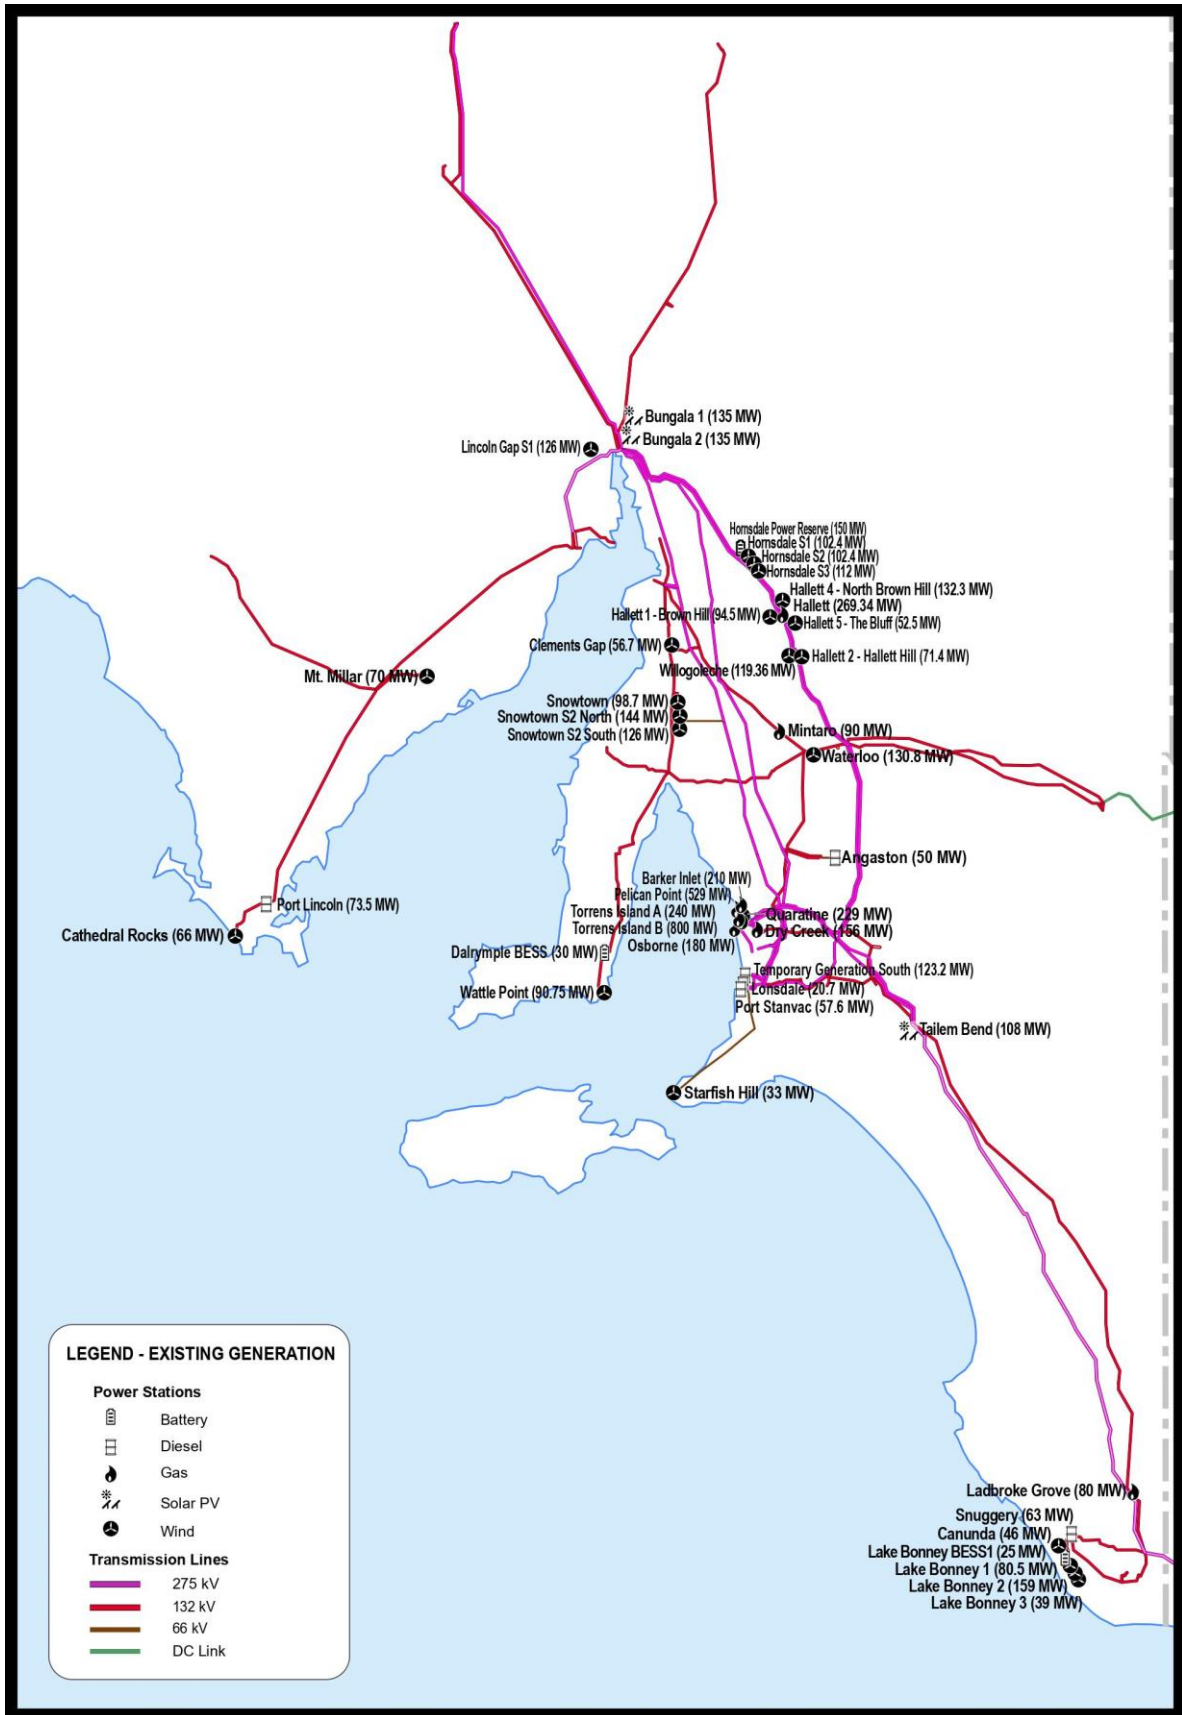 Bungala 1 (135 MW)
Bungala 2 (135 MW)
Lincoln Gap S1 (126 MW)
Hornsdale Power Reserve (150 MW)
Hornsdale S1 (102.4 MW)
Hornsdale S2 (102.4 MW)
Hornsdale S3 (112 MW)
Hallett 4 - North Brown Hill (132.3 MW)
Hallett (269.34 MW)
Hallett 1 - Brown Hill (94.5 MW)
Hallett 5 - The Bluff (52.5 MW)
Clements Gap (56.7 MW)
Hallett 2 - Hallett Hill (71.4 MW)
Willogoleche (119.36 MW)
Mt. Millar (70 MW)
Snowtown (98.7 MW)
Snowtown S2 North (144 MW)
Snowtown S2 South (126 MW)
Mintaro (90 MW)
Waterloo (130.8 MW)
Angaston (50 MW)
Barker Inlet (210 MW)
Pelican Point (529 MW)
Torrens Island A (240 MW)
Quaratine (229 MW)
Torrens Island B (800 MW)
Dry Creek (156 MW)
Osborne (180 MW)
Port Lincoln (73.5 MW)
Cathedral Rocks (66 MW)
Dalrymple BESS (30 MW)
Temporary Generation South (123.2 MW)
Wattle Point (90.75 MW)
Lonsdale (20.7 MW)
Port Stanvac (57.6 MW)
Tailem Bend (108 MW)
Starfish Hill (33 MW)
Ladbroke Grove (80 MW)
Snuggery (63 MW)
Canunda (46 MW)
Lake Bonney BESS1 (25 MW)
Lake Bonney 1 (80.5 MW)
Lake Bonney 2 (159 MW)
Lake Bonney 3 (39 MW)
LEGEND - EXISTING GENERATION
Power Stations
Battery
Diesel
Gas
Solar PV
Wind
Transmission Lines
275 kV
132 kV
66 kV
DC Link